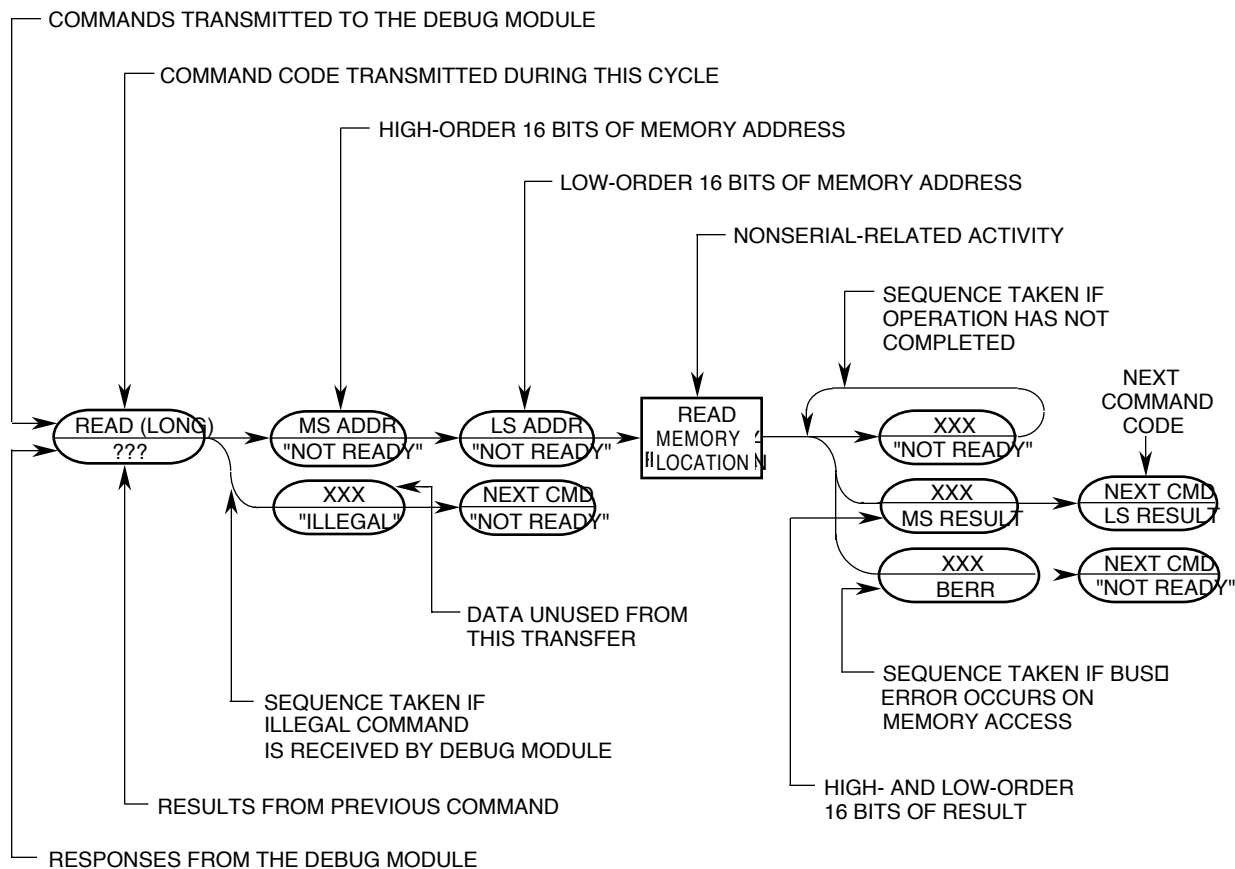 COMMANDS TRANSMITTED TO THE DEBUG MODULE
COMMAND CODE TRANSMITTED DURING THIS CYCLE
HIGH-ORDER 16 BITS OF MEMORY ADDRESS
LOW-ORDER 16 BITS OF MEMORY ADDRESS
NONSERIAL-RELATED ACTIVITY
SEQUENCE TAKEN IF
OPERATION HAS NOT
COMPLETED
NEXT
COMMAND
CODE
READ (LONG)
???
MS ADDR
"NOT READY"
LS ADDR
"NOT READY"
READ
MEMORY
LOCATION
XXX
"NOT READY"
XXX
"ILLEGAL"
NEXT CMD
"NOT READY"
XXX
MS RESULT
NEXT CMD
LS RESULT
XXX
BERR
NEXT CMD
"NOT READY"
DATA UNUSED FROM
THIS TRANSFER
SEQUENCE TAKEN IF BUS
ERROR OCCURS ON
MEMORY ACCESS
SEQUENCE TAKEN IF
ILLEGAL COMMAND
IS RECEIVED BY DEBUG MODULE
HIGH- AND LOW-ORDER
16 BITS OF RESULT
RESULTS FROM PREVIOUS COMMAND
RESPONSES FROM THE DEBUG MODULE